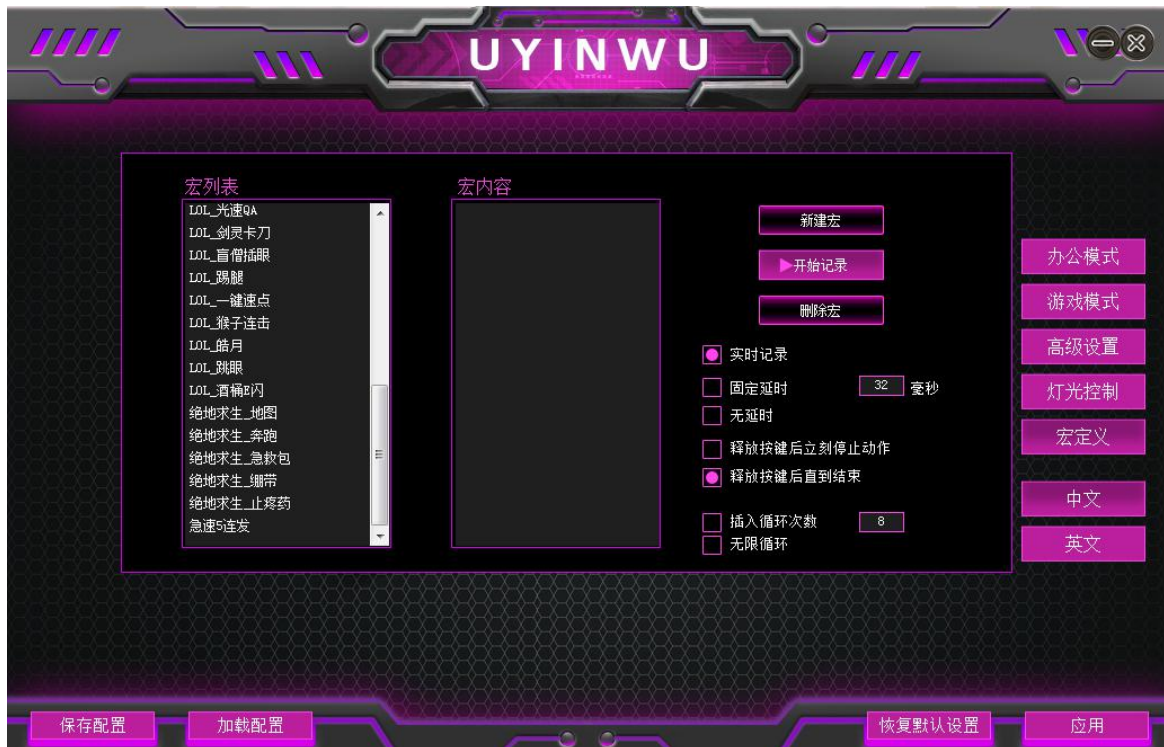 UYINWU
宏列表
LOL_光速QA
LOL_剑灵卡刀
LOL_盲僧插眼
LOL_踢腿
LOL_一键速点
LOL_猴子连击
LOL_皓月
LOL_跳眼
LOL_酒桶E闪
绝地求生_地图
绝地求生_奔跑
绝地求生_急救包
绝地求生_绷带
绝地求生_止疼药
急速5连发
宏内容
新建宏
开始记录
删除宏
实时记录
固定延时 32 毫秒
无延时
释放按键后立刻停止动作
释放按键后直到结束
插入循环次数 8
无限循环
办公模式
游戏模式
高级设置
灯光控制
宏定义
中文
英文
保存配置
加载配置
恢复默认设置
应用